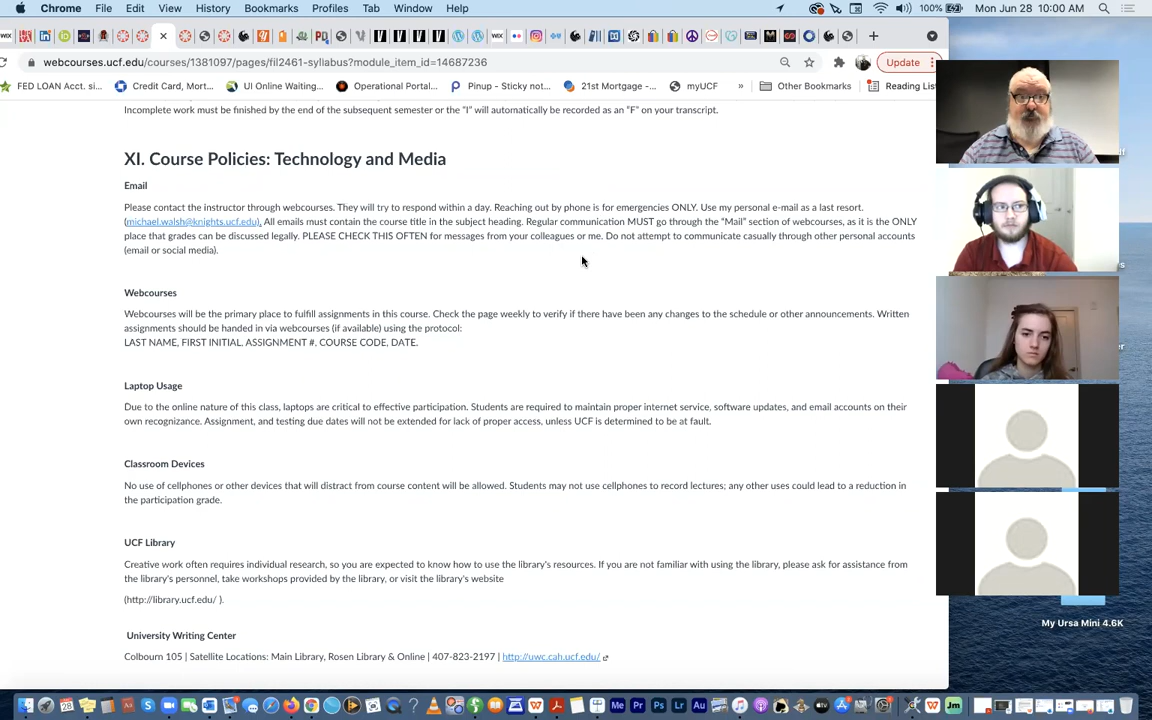 Chrome File Edit View History Bookmarks Profiles Tab Window Help 100% Mon Jun 28 10:00 AM
webcourses.ucf.edu/courses/1381097/pages/fil2461-syllabus?module_item_id=14687236 Update
FED LOAN Acct. si... Credit Card, Mort... UI Online Waiting... Operational Portal... Pinup - Sticky not... 21st Mortgage -... myUCF » Other Bookmarks Reading List
Incomplete work must be finished by the end of the subsequent semester or the "I" will automatically be recorded as an "F" on your transcript.
XI. Course Policies: Technology and Media
Email
Please contact the instructor through webcourses. They will try to respond within a day. Reaching out by phone is for emergencies ONLY. Use my personal e-mail as a last resort.
(michael.walsh@knights.ucf.edu). All emails must contain the course title in the subject heading. Regular communication MUST go through the "Mail" section of webcourses, as it is the ONLY
place that grades can be discussed legally. PLEASE CHECK THIS OFTEN for messages from your colleagues or me. Do not attempt to communicate casually through other personal accounts
(email or social media).
Webcourses
Webcourses will be the primary place to fulfill assignments in this course. Check the page weekly to verify if there have been any changes to the schedule or other announcements. Written
assignments should be handed in via webcourses (if available) using the protocol:
LAST NAME, FIRST INITIAL, ASSIGNMENT #, COURSE CODE, DATE.
Laptop Usage
Due to the online nature of this class, laptops are critical to effective participation. Students are required to maintain proper internet service, software updates, and email accounts on their
own recognizance. Assignment, and testing due dates will not be extended for lack of proper access, unless UCF is determined to be at fault.
Classroom Devices
No use of cellphones or other devices that will distract from course content will be allowed. Students may not use cellphones to record lectures; any other uses could lead to a reduction in
the participation grade.
UCF Library
Creative work often requires individual research, so you are expected to know how to use the library's resources. If you are not familiar with using the library, please ask for assistance from
the library's personnel, take workshops provided by the library, or visit the library's website
(http://library.ucf.edu/ ).
University Writing Center
Colbourn 105 | Satellite Locations: Main Library, Rosen Library & Online | 407-823-2197 | http://uwc.cah.ucf.edu/
My Ursa Mini 4.6K